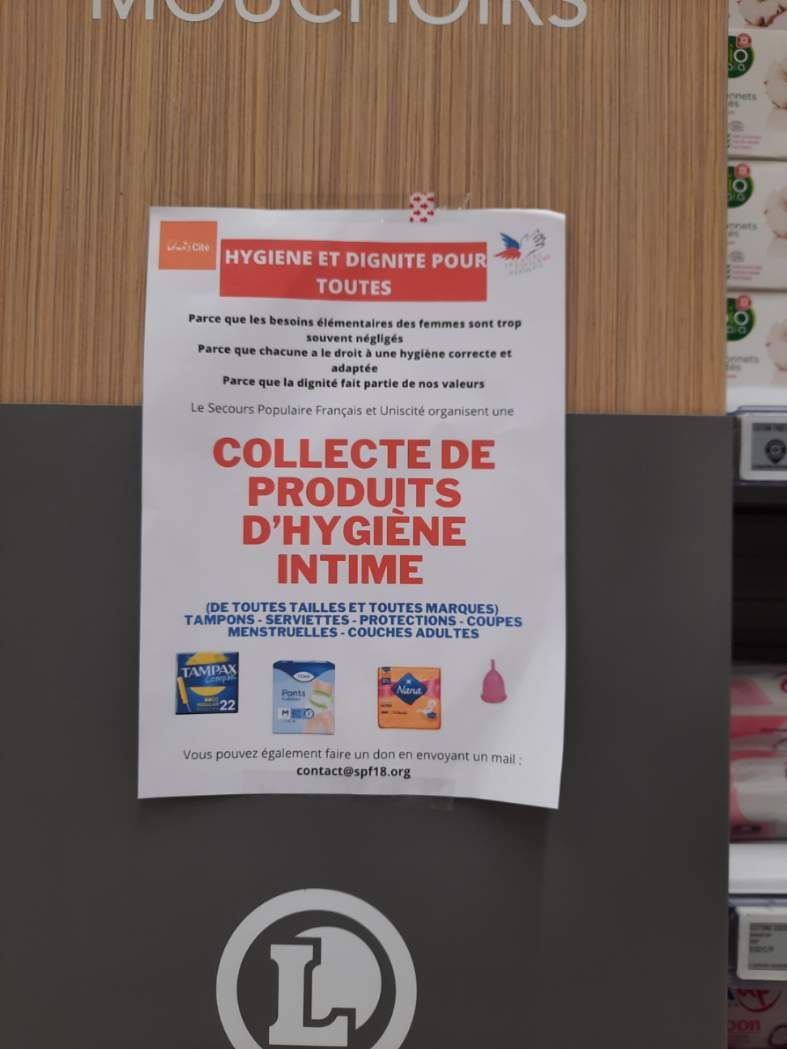 MOUCHOIRS
HYGIENE ET DIGNITE POUR
TOUTES
Parce que les besoins élémentaires des femmes sont trop
souvent négligés
Parce que chacune a le droit à une hygiène correcte et
adaptée
Parce que la dignité fait partie de nos valeurs
Le Secours Populaire Français et Uniscité organisent une
COLLECTE DE
PRODUITS
D'HYGIÈNE
INTIME
(DE TOUTES TAILLES ET TOUTES MARQUES)
TAMPONS - SERVIETTES - PROTECTIONS - COUPES
MENSTRUELLES - COUCHES ADULTES
TAMPAX
Compak
REGULAR 22
TENA
Pants
M
Nana
Vous pouvez également faire un don en envoyant un mail :
contact@spf18.org
L